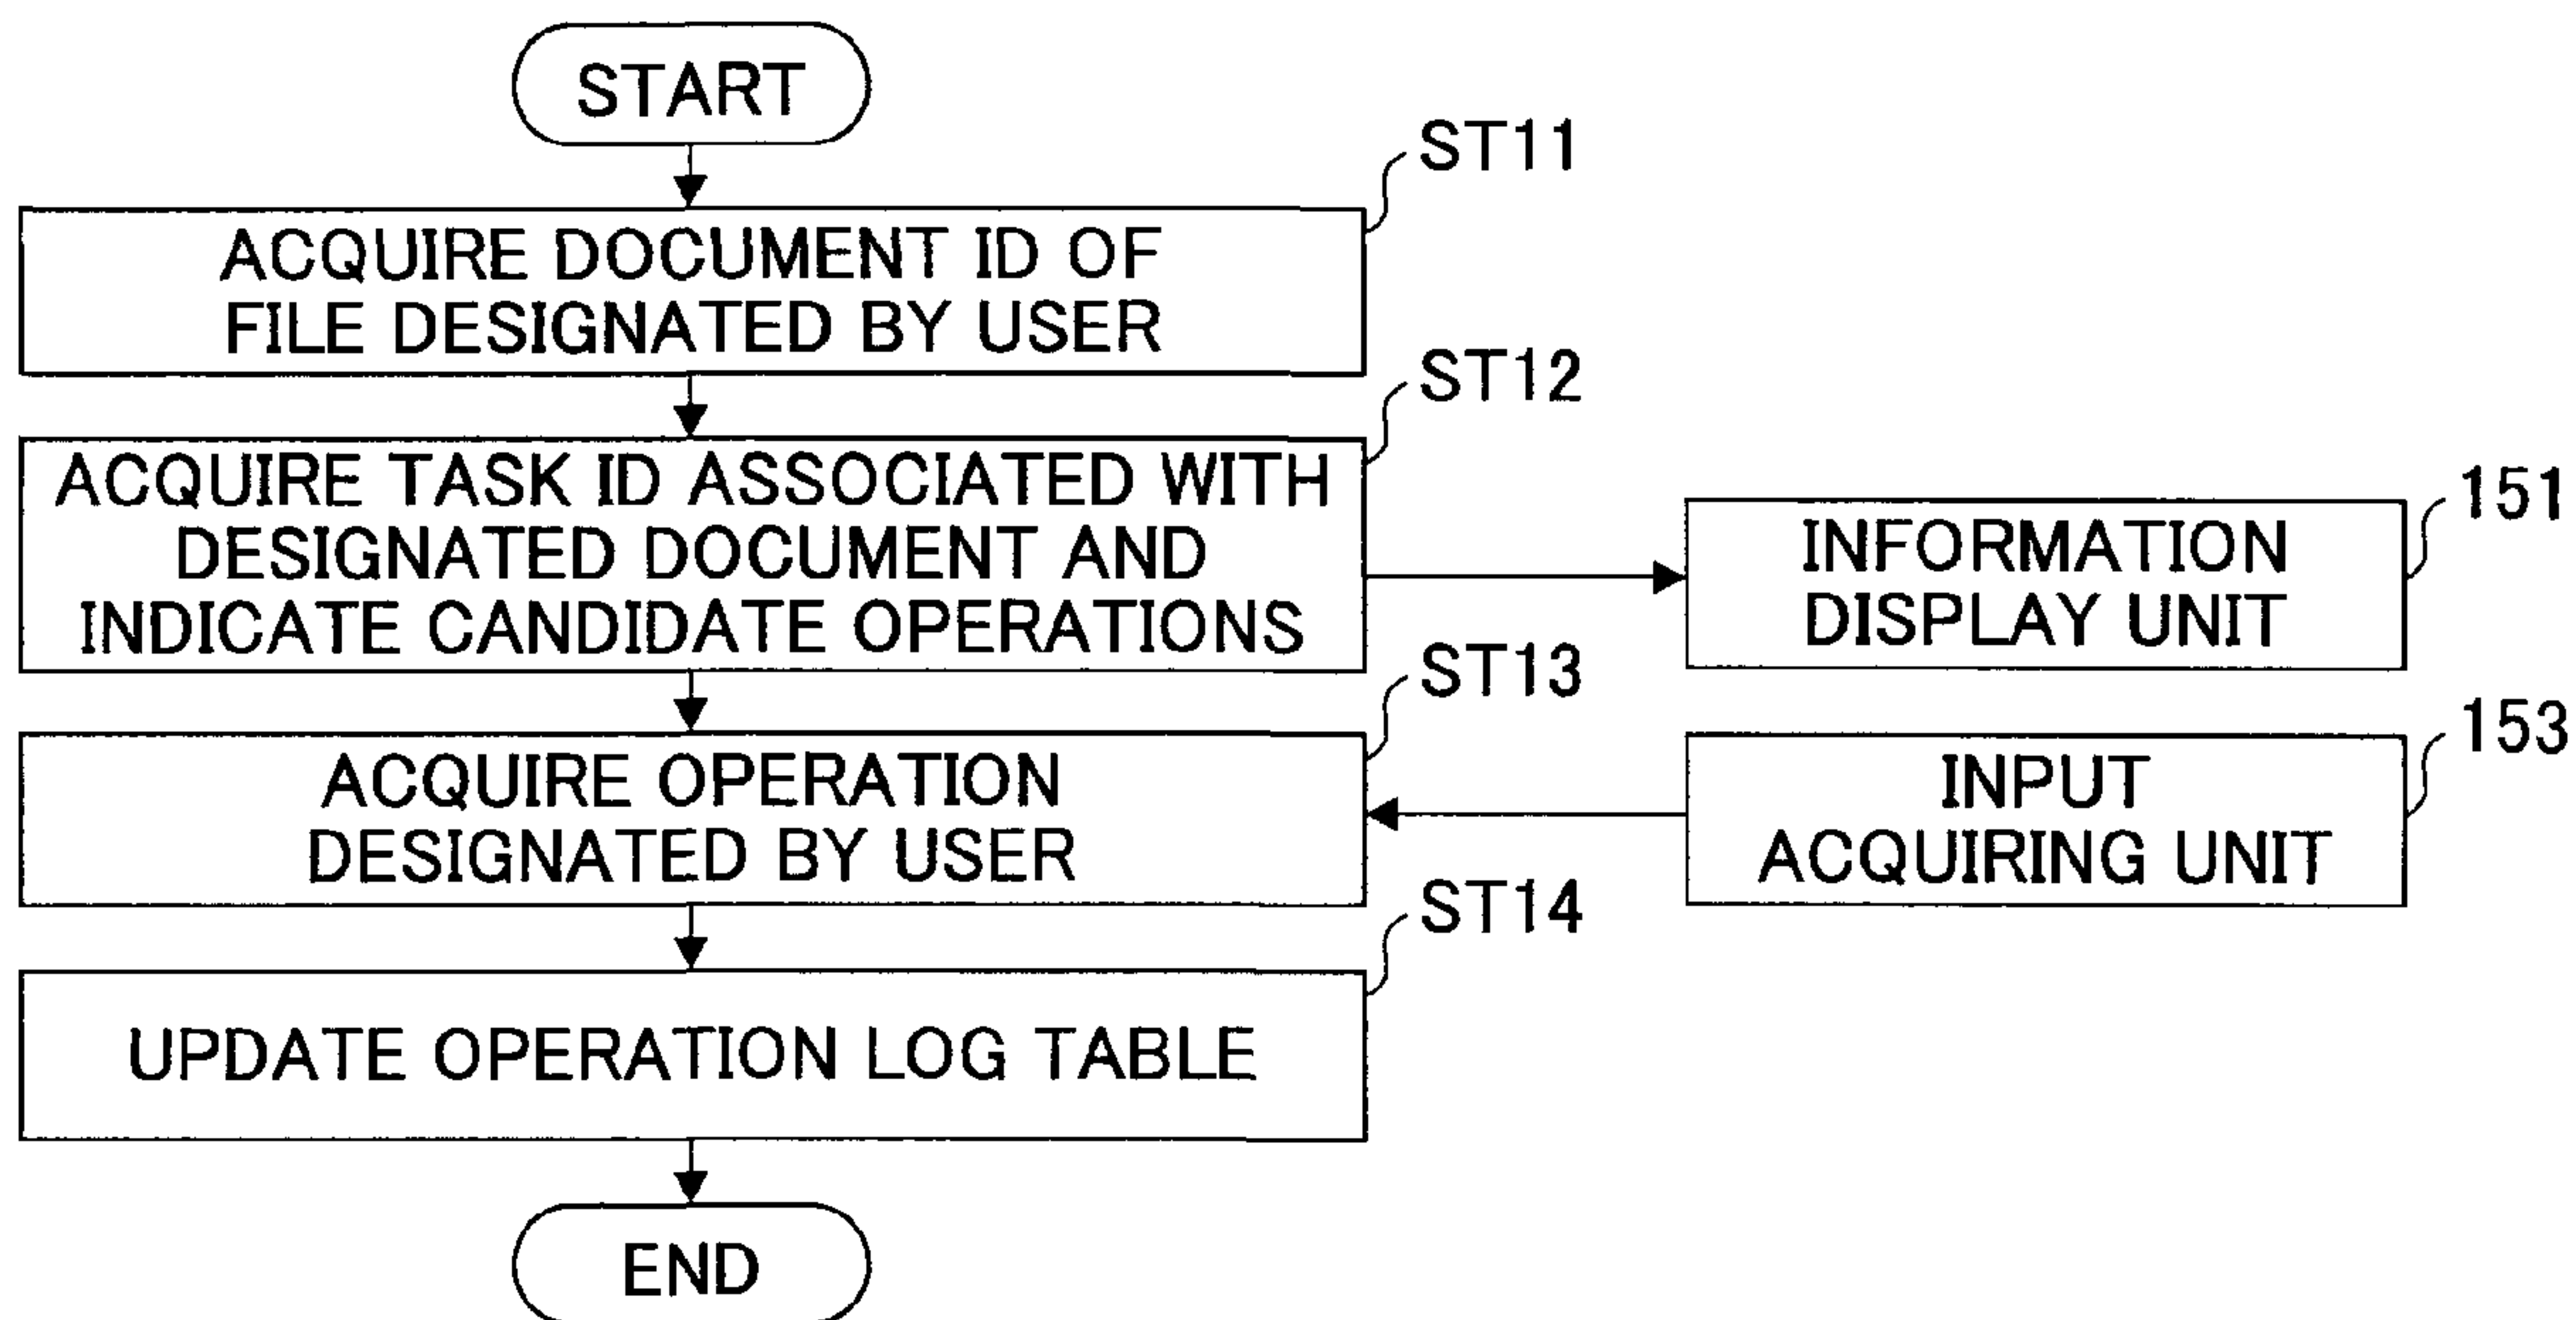 START
ST11
ACQUIRE DOCUMENT ID OF
FILE DESIGNATED BY USER
ST12
ACQUIRE TASK ID ASSOCIATED WITH
DESIGNATED DOCUMENT AND
INDICATE CANDIDATE OPERATIONS
151
INFORMATION
DISPLAY UNIT
ST13
ACQUIRE OPERATION
DESIGNATED BY USER
153
INPUT
ACQUIRING UNIT
ST14
UPDATE OPERATION LOG TABLE
END